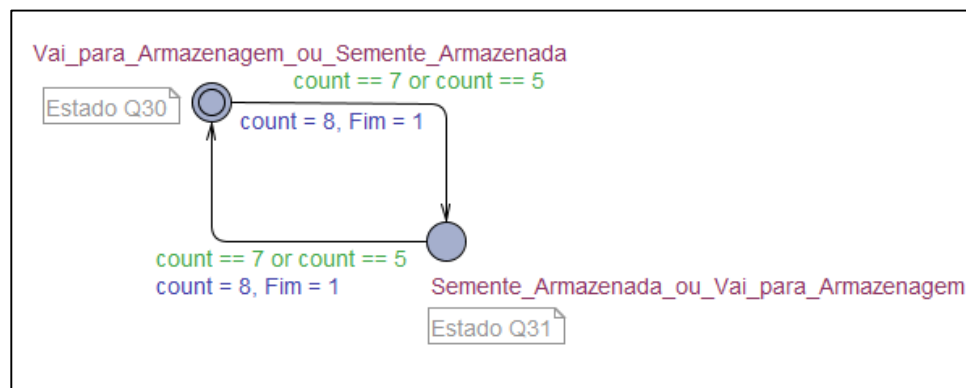 Vai_para_Armazenagem_ou_Semente_Armazenada
count == 7 or count == 5
Estado Q30
count = 8, Fim = 1
count == 7 or count == 5
count = 8, Fim = 1
Semente_Armazenada_ou_Vai_para_Armazenagem
Estado Q31